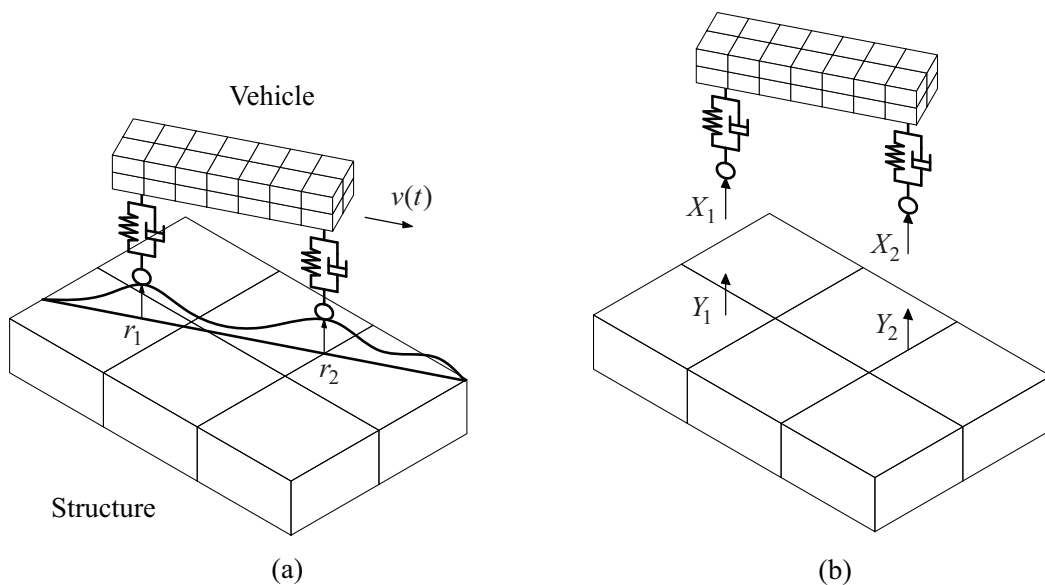 Vehicle
v(t)
r₁
r₂
Structure
(a)
X₁
X₂
Y₁
Y₂
(b)